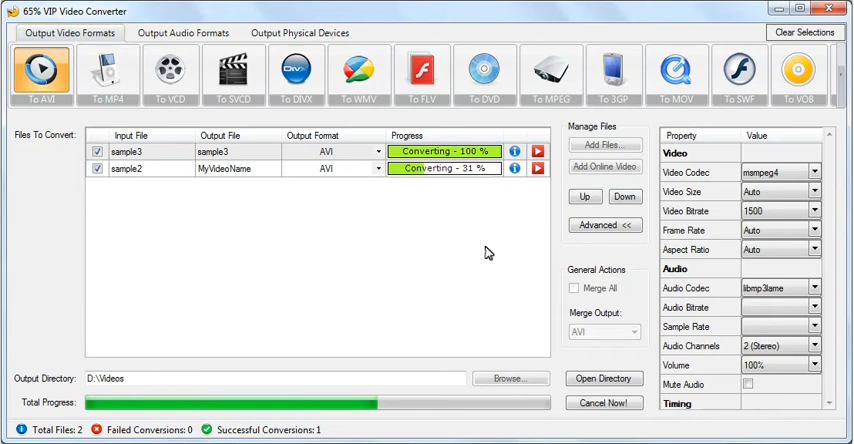 65% VIP Video Converter
Output Video Formats
Output Audio Formats
Output Physical Devices
Clear Selections
To AVI
To MP4
To VCD
To SVCD
DIVX
To DIVX
To WMV
To FLV
To DVD
To MPEG
To 3GP
To MOV
To SWF
To VOB
Files To Convert:
Input File Output File Output Format Progress
sample3 sample3 AVI Converting - 100 %
sample2 MyVideoName AVI Converting - 31 %
Manage Files
Add Files...
Add Online Video
Up Down
Advanced <<
General Actions
Merge All
Merge Output:
AVI
Property Value
Video
Video Codec msmpeg4
Video Size Auto
Video Bitrate 1500
Frame Rate Auto
Aspect Ratio Auto
Audio
Audio Codec libmp3lame
Audio Bitrate
Sample Rate
Audio Channels 2 (Stereo)
Volume 100%
Mute Audio
Timing
Output Directory: D:\Videos Browse... Open Directory
Total Progress: Cancel Now!
Total Files: 2 Failed Conversions: 0 Successful Conversions: 1